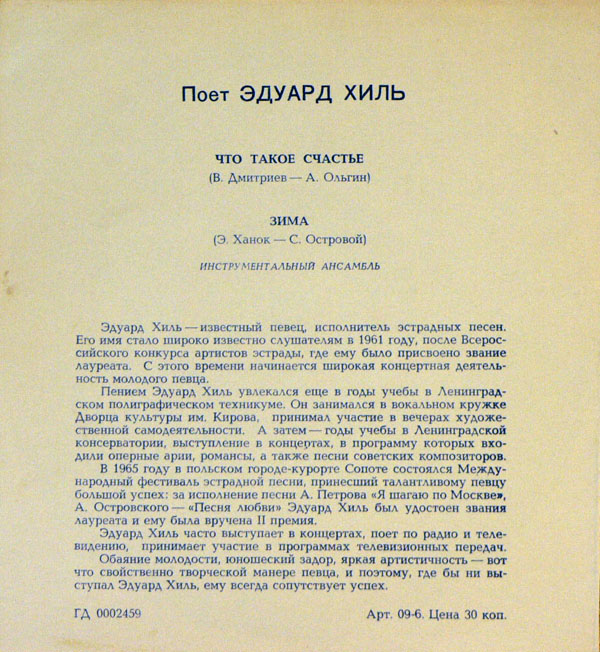 Поет ЭДУАРД ХИЛЬ
ЧТО ТАКОЕ СЧАСТЬЕ
(В. Дмитриев — А. Ольгин)
ЗИМА
(Э. Ханок — С. Островой)
ИНСТРУМЕНТАЛЬНЫЙ АНСАМБЛЬ
Эдуард Хиль — известный певец, исполнитель эстрадных песен.
Его имя стало широко известно слушателям в 1961 году, после Всерос-
сийского конкурса артистов эстрады, где ему было присвоено звание
лауреата. С этого времени начинается широкая концертная деятель-
ность молодого певца.
Пением Эдуард Хиль увлекался еще в годы учебы в Ленинград-
ском полиграфическом техникуме. Он занимался в вокальном кружке
Дворца культуры им. Кирова, принимал участие в вечерах художе-
ственной самодеятельности. А затем — годы учебы в Ленинградской
консерватории, выступление в концертах, в программу которых вхо-
дили оперные арии, романсы, а также песни советских композиторов.
В 1965 году в польском городе-курорте Сопоте состоялся Между-
народный фестиваль эстрадной песни, принесший талантливому певцу
большой успех: за исполнение песни А. Петрова «Я шагаю по Москве»,
А. Островского — «Песня любви» Эдуард Хиль был удостоен звания
лауреата и ему была вручена II премия.
Эдуард Хиль часто выступает в концертах, поет по радио и теле-
видению, принимает участие в программах телевизионных передач.
Обаяние молодости, юношеский задор, яркая артистичность — вот
что свойственно творческой манере певца, и поэтому, где бы ни вы-
ступал Эдуард Хиль, ему всегда сопутствует успех.
ГД 0002459
Арт. 09-6. Цена 30 коп.